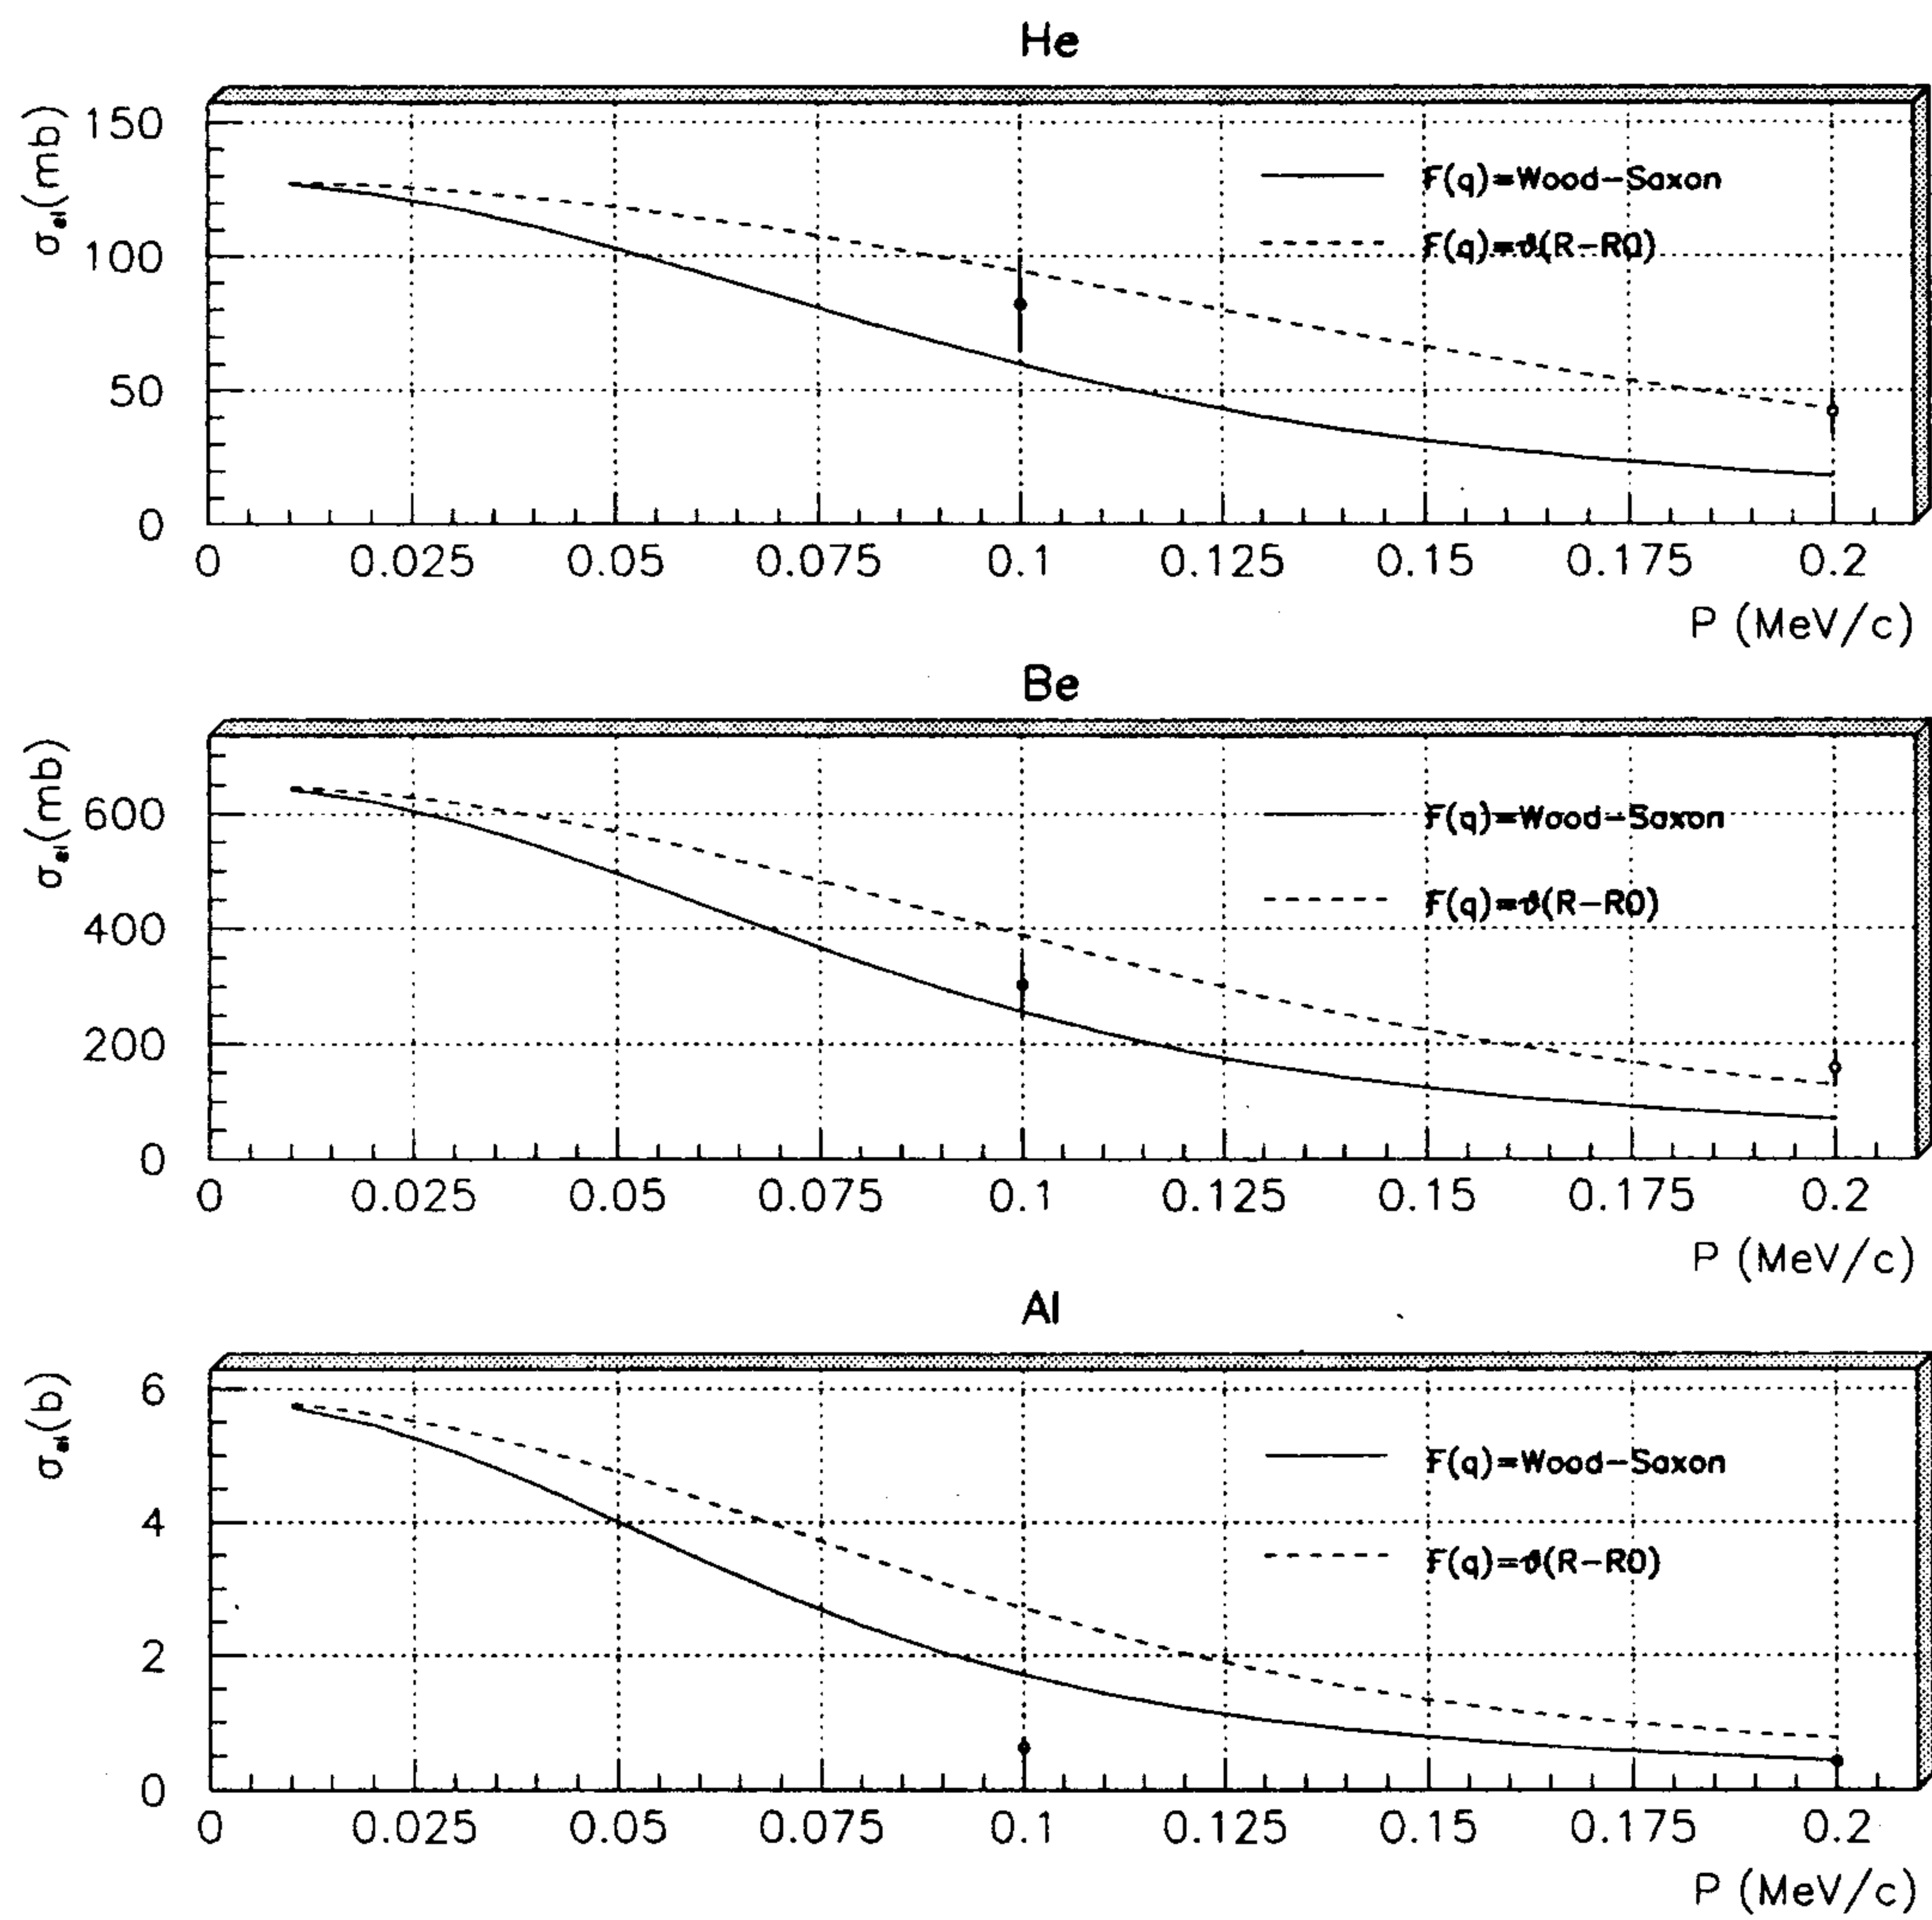 He
σel(mb)
150
100
50
0
F(q)=Wood-Saxon
F(q)=ϑ(R-R0)
0 0.025 0.05 0.075 0.1 0.125 0.15 0.175 0.2
P (MeV/c)
Be
σel(mb)
600
400
200
0
F(q)=Wood-Saxon
F(q)=ϑ(R-R0)
0 0.025 0.05 0.075 0.1 0.125 0.15 0.175 0.2
P (MeV/c)
Al
σel(b)
6
4
2
0
F(q)=Wood-Saxon
F(q)=ϑ(R-R0)
0 0.025 0.05 0.075 0.1 0.125 0.15 0.175 0.2
P (MeV/c)